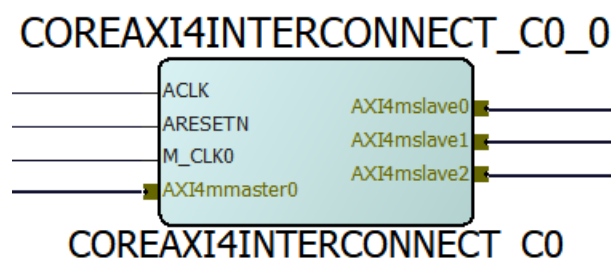 COREAXI4INTERCONNECT_C0_0
ACLK
ARESETN
M_CLK0
AXI4mmaster0
AXI4mslave0
AXI4mslave1
AXI4mslave2
COREAXI4INTERCONNECT_C0